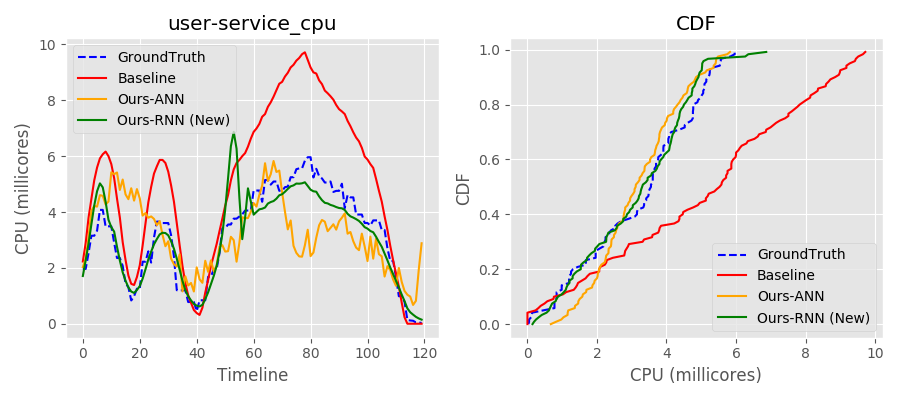 user-service_cpu
CPU (millicores)
10
8
6
4
2
0
GroundTruth
Baseline
Ours-ANN
Ours-RNN (New)
0 20 40 60 80 100 120
Timeline
CDF
CDF
1.0
0.8
0.6
0.4
0.2
0.0
GroundTruth
Baseline
Ours-ANN
Ours-RNN (New)
0 2 4 6 8 10
CPU (millicores)